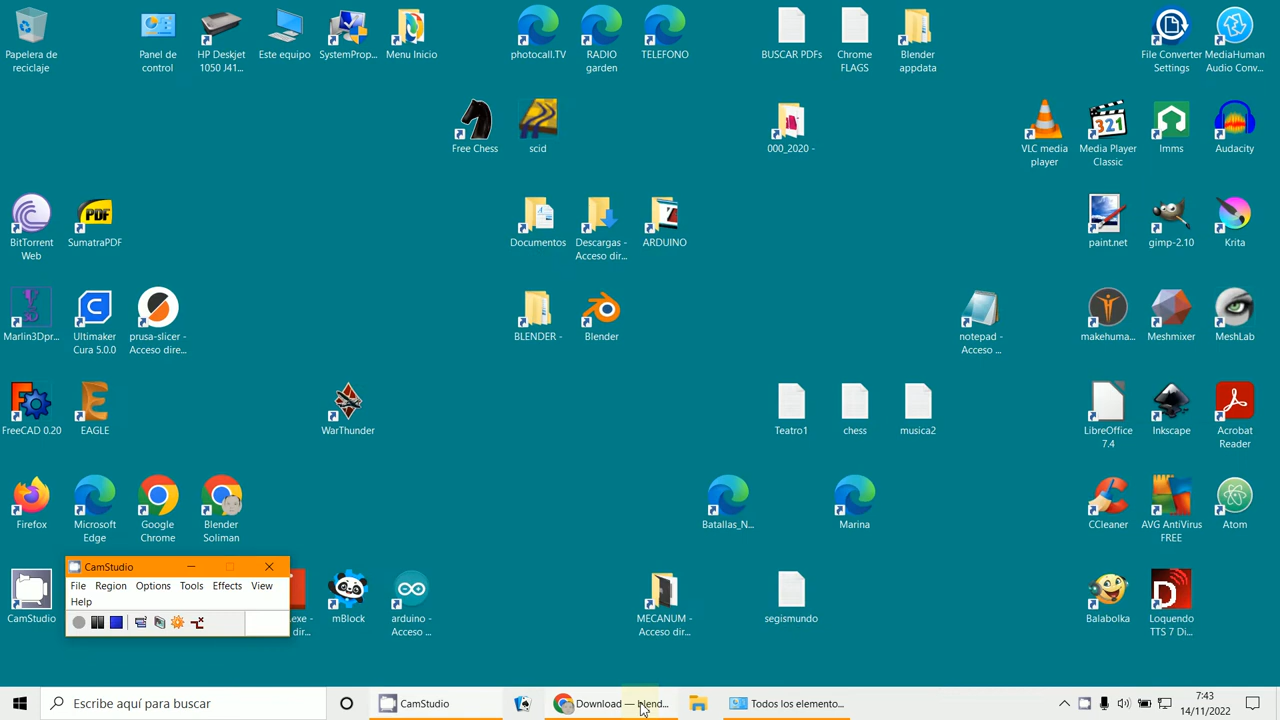 Papelera de
reciclaje
Panel de
control
HP Deskjet
1050 J41...
Este equipo
SystemProp...
Menu Inicio
photocall.TV
RADIO
garden
TELEFONO
BUSCAR PDFs
Chrome
FLAGS
Blender
appdata
File Converter
Settings
MediaHuman
Audio Conv...
Free Chess
scid
000_2020 -
VLC media
player
321
Media Player
Classic
lmms
Audacity
BitTorrent
Web
PDF
SumatraPDF
Documentos
Descargas -
Acceso dir...
ARDUINO
paint.net
gimp-2.10
Krita
Marlin3Dpr...
Ultimaker
Cura 5.0.0
prusa-slicer -
Acceso dire...
BLENDER -
Blender
notepad -
Acceso ...
makehuma...
Meshmixer
MeshLab
FreeCAD 0.20
EAGLE
WarThunder
Teatro1
chess
musica2
LibreOffice
7.4
Inkscape
Acrobat
Reader
Firefox
Microsoft
Edge
Google
Chrome
Blender
Soliman
Batallas_N...
Marina
CCleaner
AVG AntiVirus
FREE
Atom
CamStudio
File Region Options Tools Effects View
Help
CamStudio
.exe -
dir...
mBlock
arduino -
Acceso ...
MECANUM -
Acceso dir...
segismundo
Balabolka
Loquendo
TTS 7 Di...
Escribe aquí para buscar
CamStudio
Download — blend...
Todos los elemento...
7:43
14/11/2022